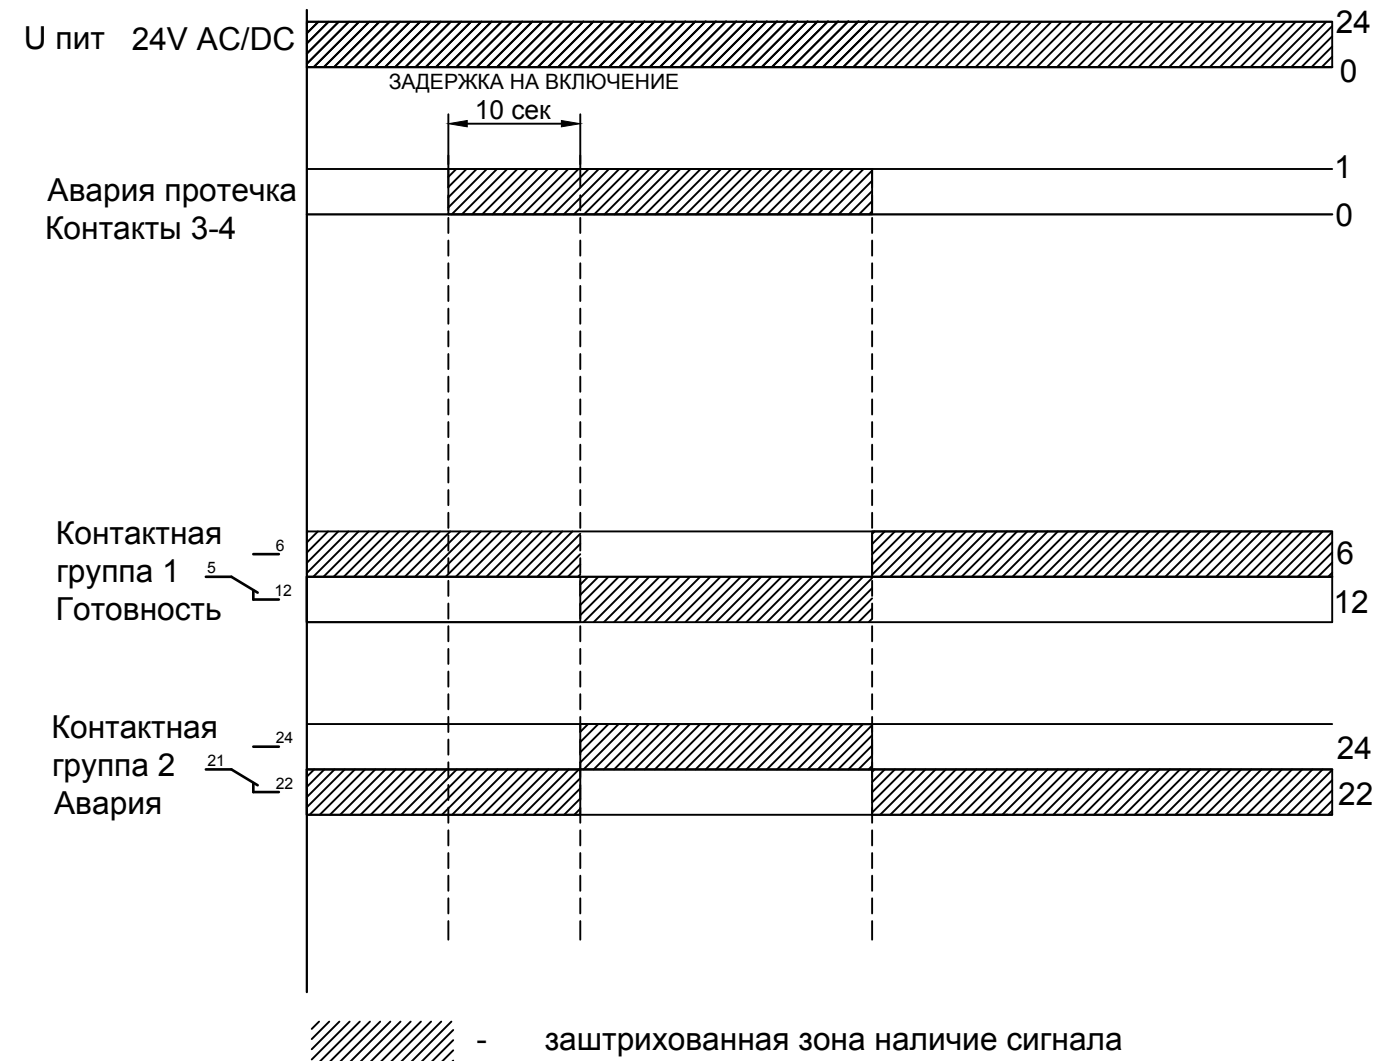 U пит 24V AC/DC
24
0
ЗАДЕРЖКА НА ВКЛЮЧЕНИЕ
10 сек
Авария протечка
Контакты 3-4
1
0
Контактная
группа 1
Готовность
6
5
12
6
12
Контактная
группа 2
Авария
24
21
22
24
22
- заштрихованная зона наличие сигнала